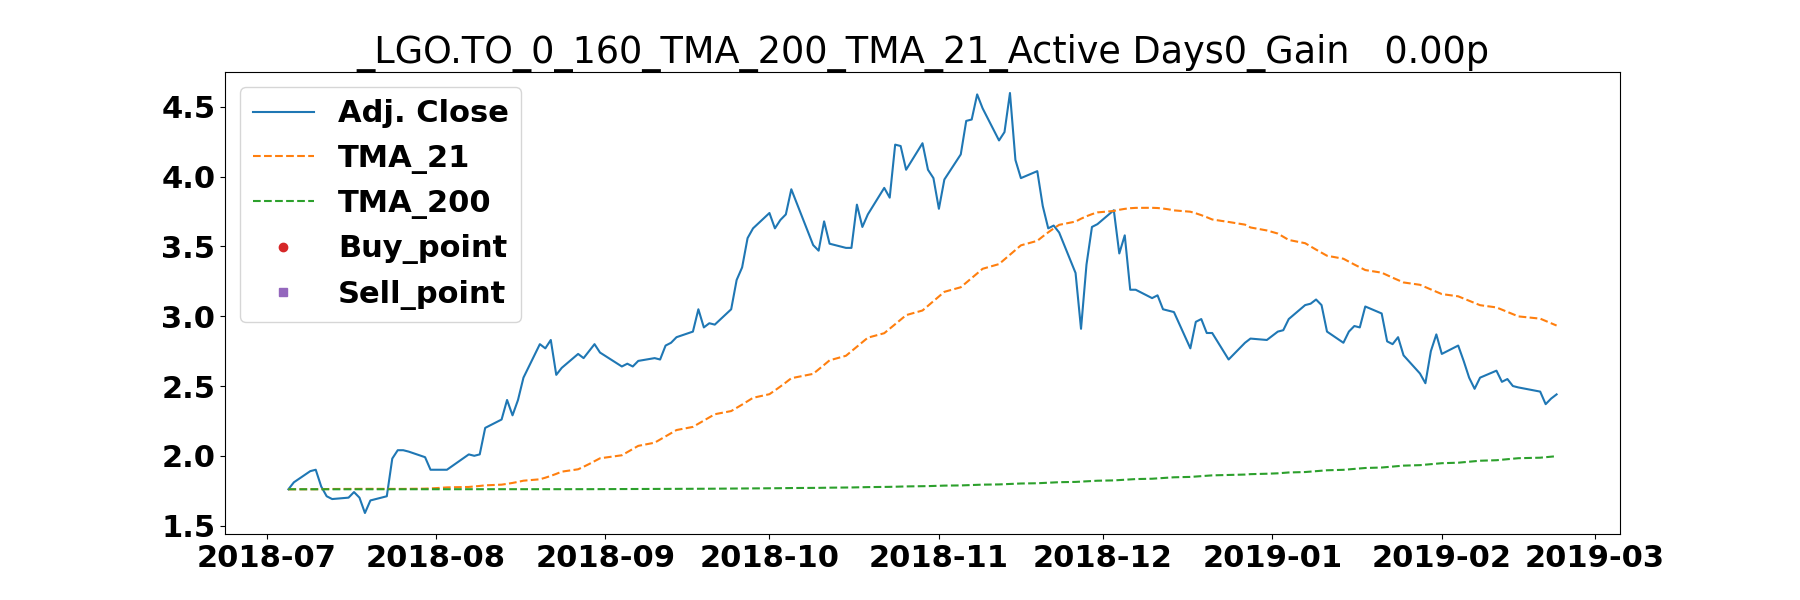 _LGO.TO_0_160_TMA_200_TMA_21_Active Days0_Gain   0.00p
4.5
4.0
3.5
3.0
2.5
2.0
1.5
Adj. Close
TMA_21
TMA_200
Buy_point
Sell_point
2018-07 2018-08 2018-09 2018-10 2018-11 2018-12 2019-01 2019-02 2019-03